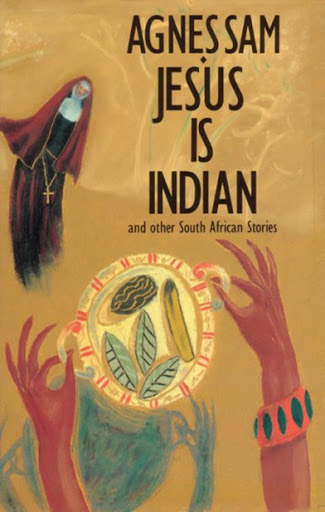 AGNES SAM
JESUS
IS
INDIAN
and other South African Stories